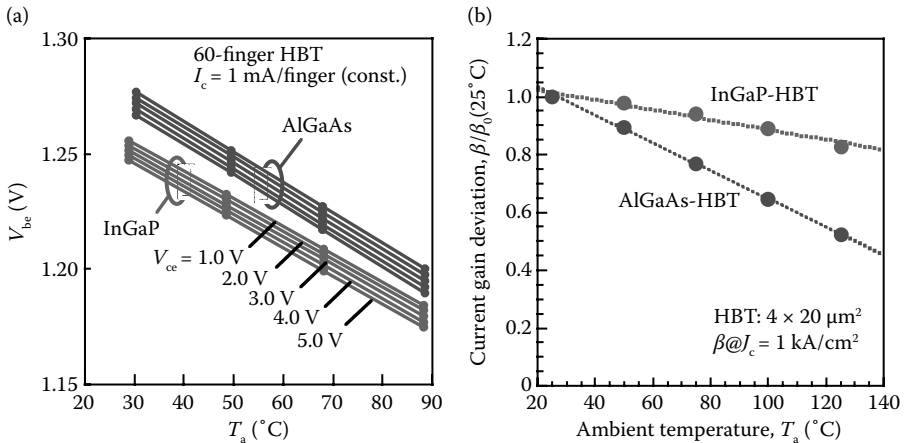 (a)
1.30
1.25
1.20
1.15
V_be (V)
60-finger HBT
I_c = 1 mA/finger (const.)
AlGaAs
InGaP
V_ce = 1.0 V
2.0 V
3.0 V
4.0 V
5.0 V
20 30 40 50 60 70 80 90
T_a (°C)
(b)
1.2
1.0
0.8
0.6
0.4
0.2
0
Current gain deviation, β/β₀(25°C)
InGaP-HBT
AlGaAs-HBT
HBT: 4 × 20 μm²
β@J_c = 1 kA/cm²
20 40 60 80 100 120 140
Ambient temperature, T_a (°C)